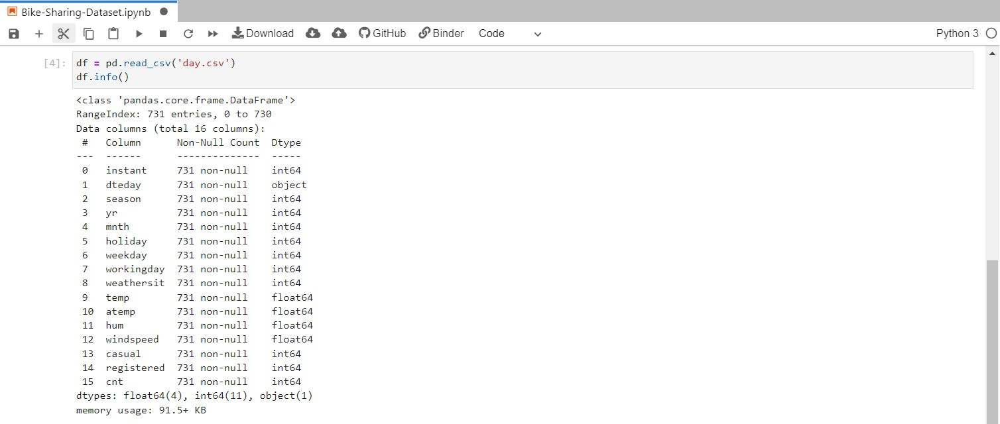 Bike-Sharing-Dataset.ipynb
Download GitHub Binder Code Python 3
[4]: df = pd.read_csv('day.csv')
df.info()
<class 'pandas.core.frame.DataFrame'>
RangeIndex: 731 entries, 0 to 730
Data columns (total 16 columns):
 #   Column      Non-Null Count  Dtype
---  ------      --------------  -----
 0   instant     731 non-null    int64
 1   dteday      731 non-null    object
 2   season      731 non-null    int64
 3   yr          731 non-null    int64
 4   mnth        731 non-null    int64
 5   holiday     731 non-null    int64
 6   weekday     731 non-null    int64
 7   workingday  731 non-null    int64
 8   weathersit  731 non-null    int64
 9   temp        731 non-null    float64
 10  atemp       731 non-null    float64
 11  hum         731 non-null    float64
 12  windspeed   731 non-null    float64
 13  casual      731 non-null    int64
 14  registered  731 non-null    int64
 15  cnt         731 non-null    int64
dtypes: float64(4), int64(11), object(1)
memory usage: 91.5+ KB